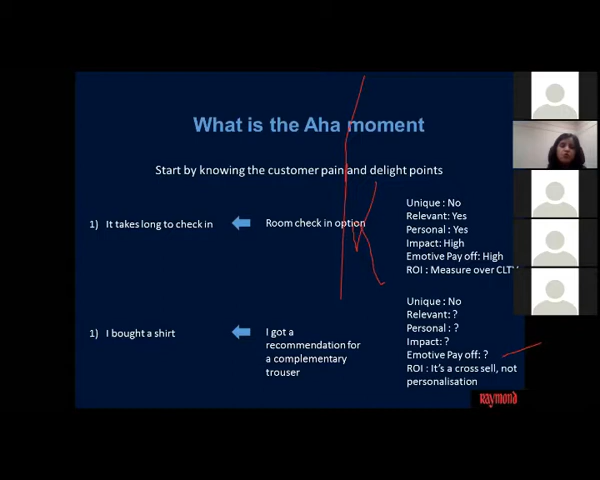 What is the Aha moment
Start by knowing the customer pain and delight points
1) It takes long to check in
Room check in option
Unique : No
Relevant: Yes
Personal : Yes
Impact: High
Emotive Pay off: High
ROI : Measure over CLTV
1) I bought a shirt
I got a
recommendation for
a complementary
trouser
Unique : No
Relevant: ?
Personal : ?
Impact: ?
Emotive Pay off: ?
ROI : It's a cross sell, not
personalisation
Raymond